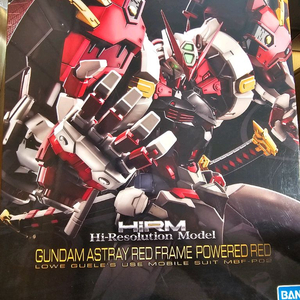 HiRM
Hi-Resolution Model
GUNDAM ASTRAY RED FRAME POWERED RED
LOWE GUELE'S USE MOBILE SUIT MBF-P02
BAN